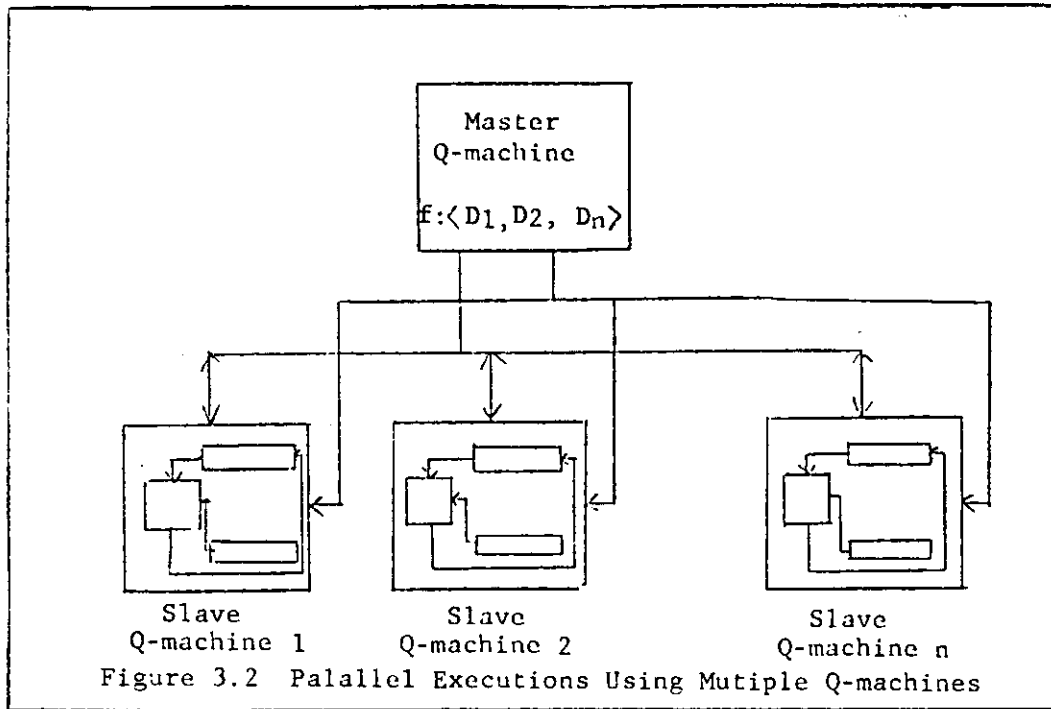 Master
Q-machine
f:⟨D1,D2, Dn⟩
Slave
Q-machine 1
Slave
Q-machine 2
Slave
Q-machine n
Figure 3.2 Palallel Executions Using Mutiple Q-machines